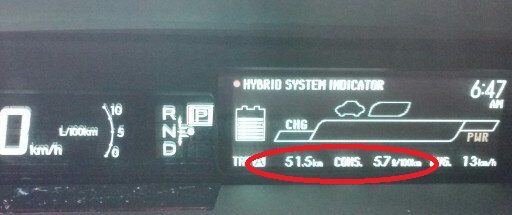 HYBRID SYSTEM INDICATOR
6:47
AM
CHG
PWR
51.5km CONS. 5.7ℓ/100km 13km/h
0 km/h
L/100km
10
5
0
R
P
N
D